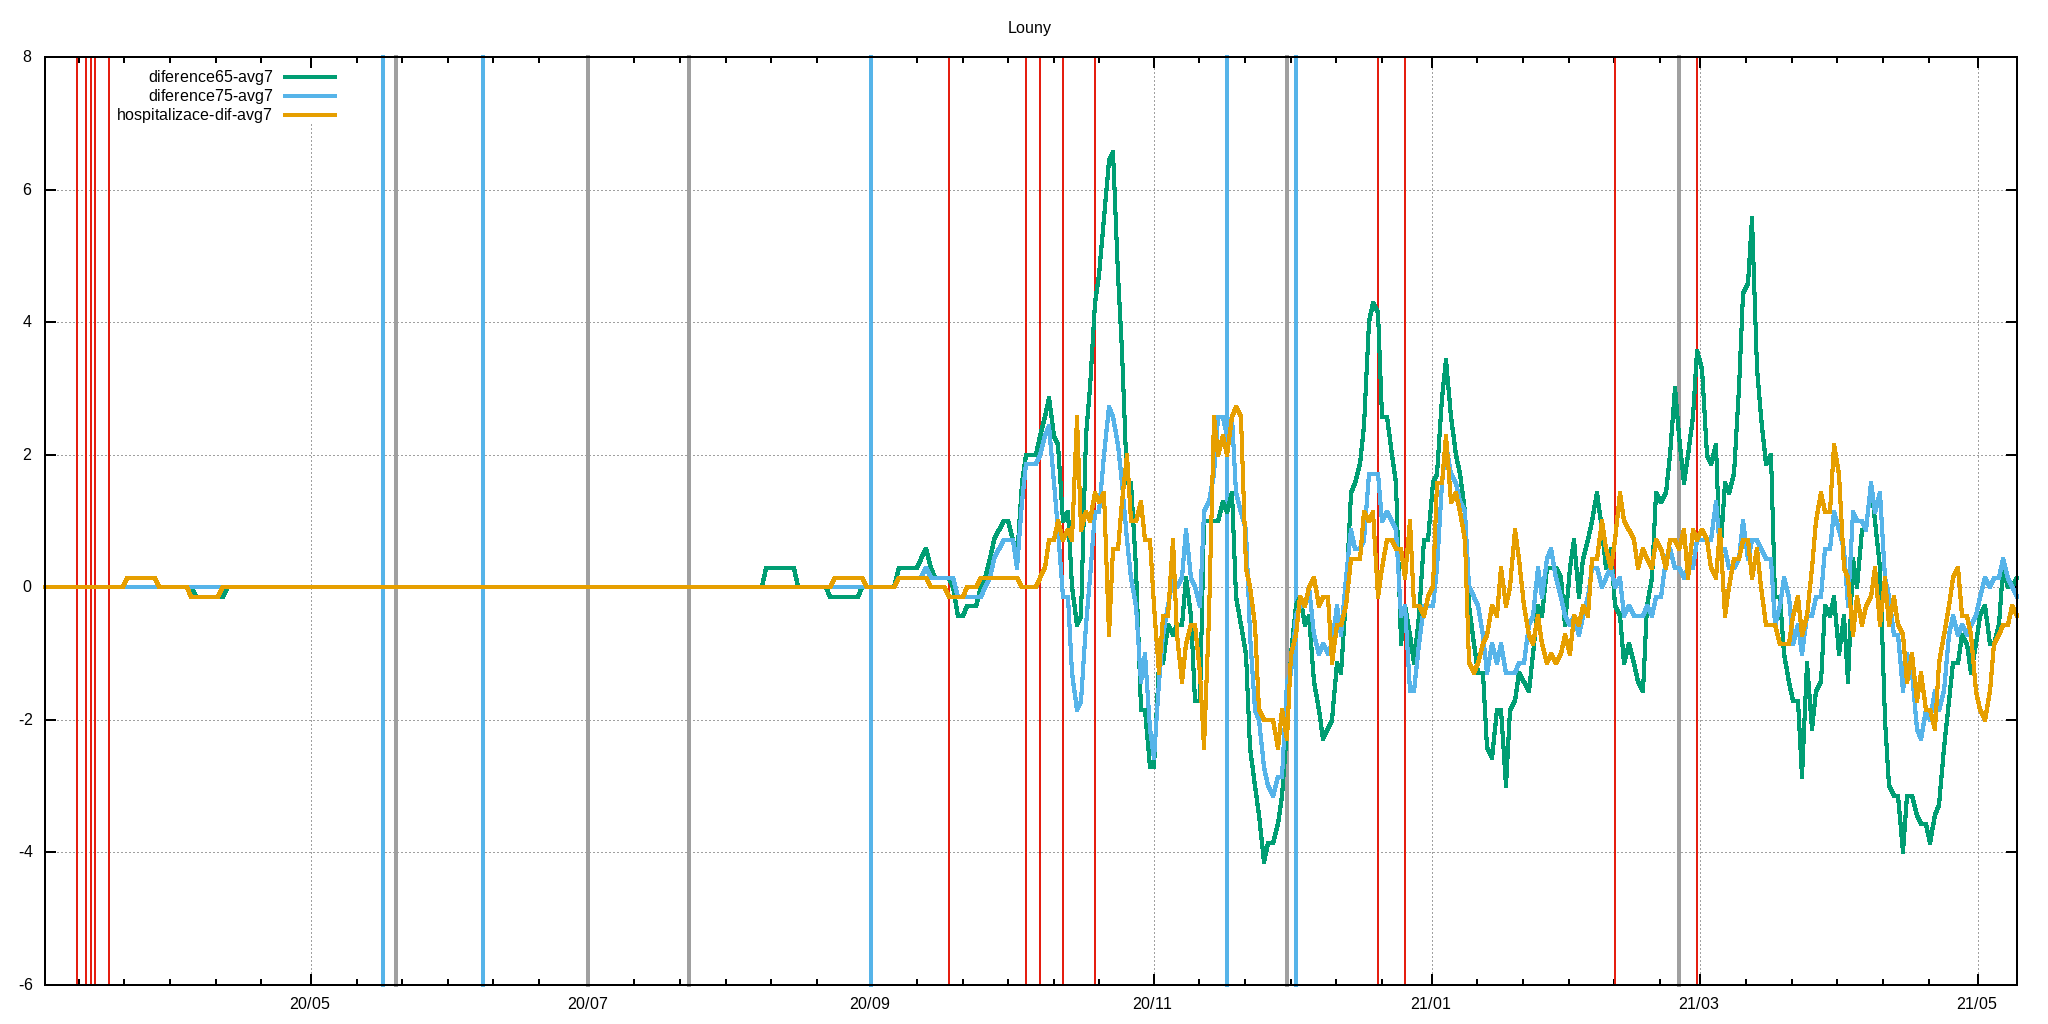 Louny
8
diference65-avg7
diference75-avg7
hospitalizace-dif-avg7
6
4
2
0
-2
-4
-6
20/05 20/07 20/09 20/11 21/01 21/03 21/05